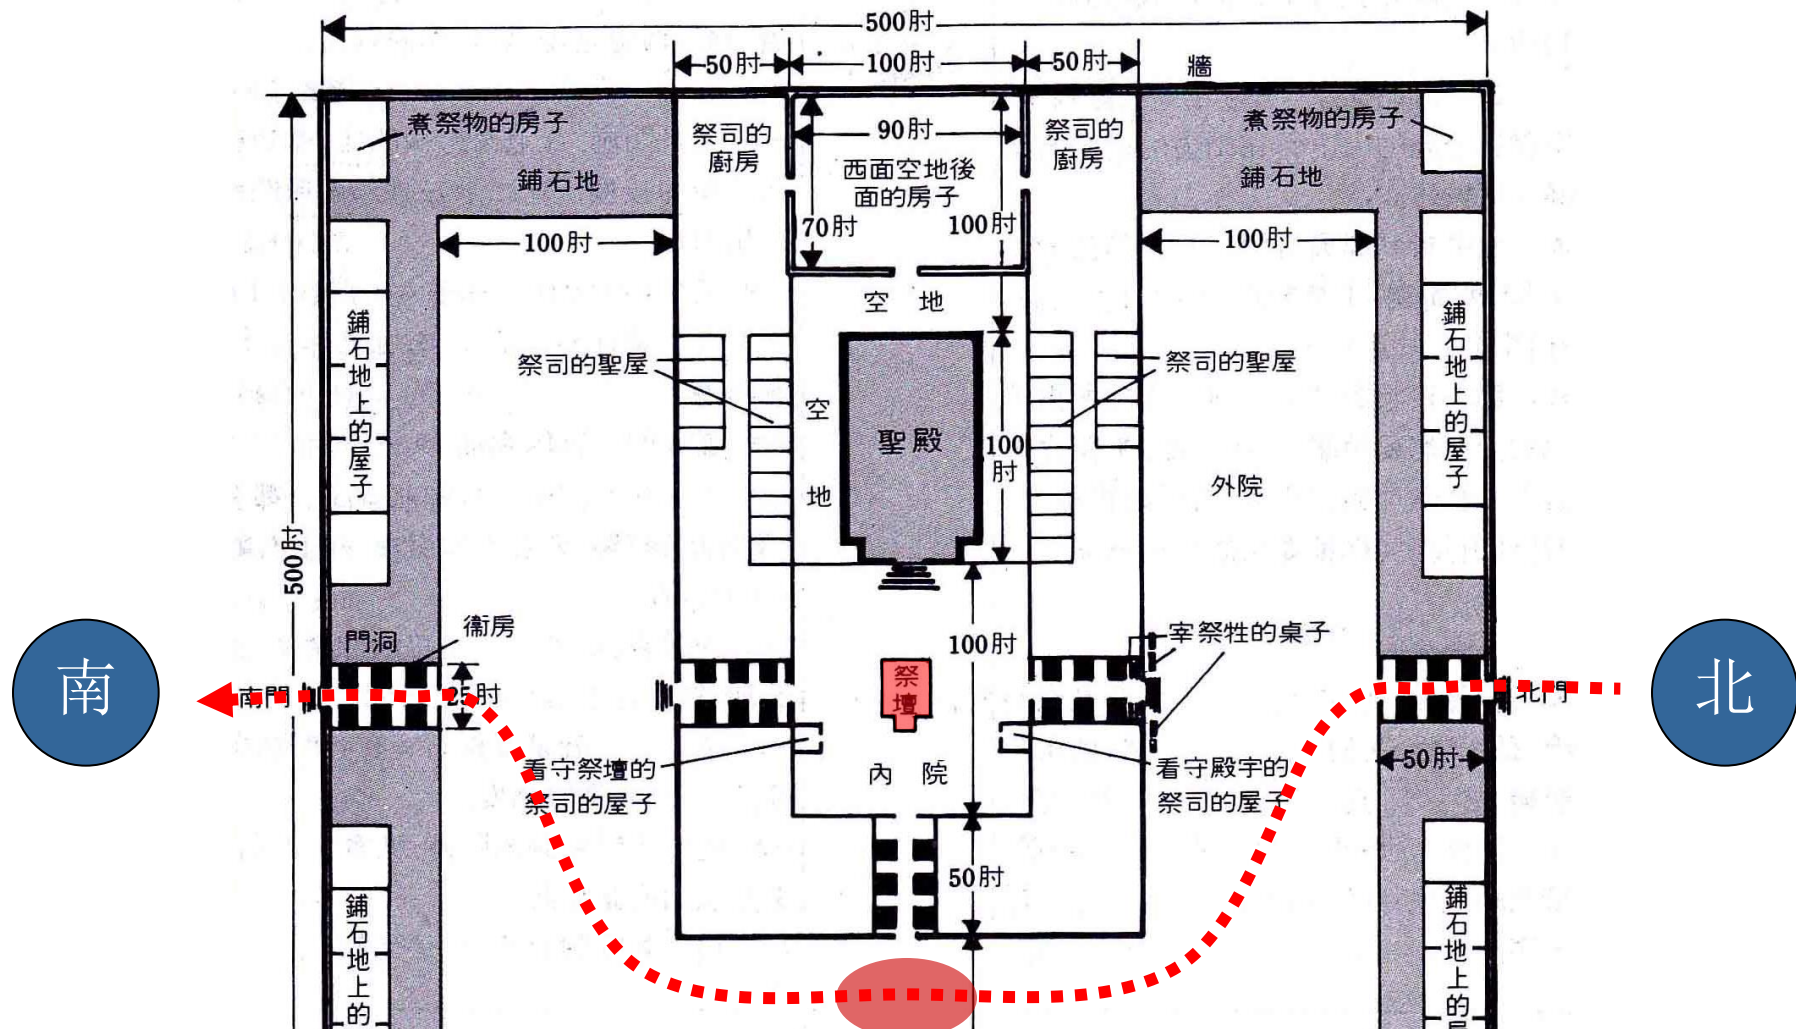 500肘
50肘
100肘
50肘
牆
煮祭物的房子
鋪石地
祭司的
廚房
90肘
西面空地後
面的房子
70肘
100肘
祭司的
廚房
煮祭物的房子
鋪石地
100肘
100肘
空地
鋪石地上的屋子
祭司的聖屋
空地
聖殿
100
肘
祭司的聖屋
外院
鋪石地上的屋子
500肘
門洞
衞房
100肘
宰祭牲的桌子
南
南門
25肘
祭壇
北門
北
看守祭壇的
祭司的屋子
內院
看守殿宇的
祭司的屋子
50肘
50肘
鋪石地上的
鋪石地上的